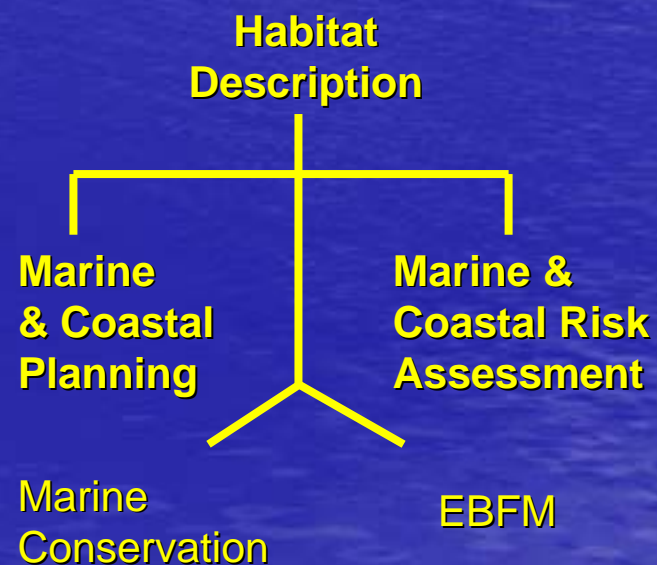 Habitat
Description
Marine
& Coastal
Planning
Marine &
Coastal Risk
Assessment
Marine
Conservation
EBFM